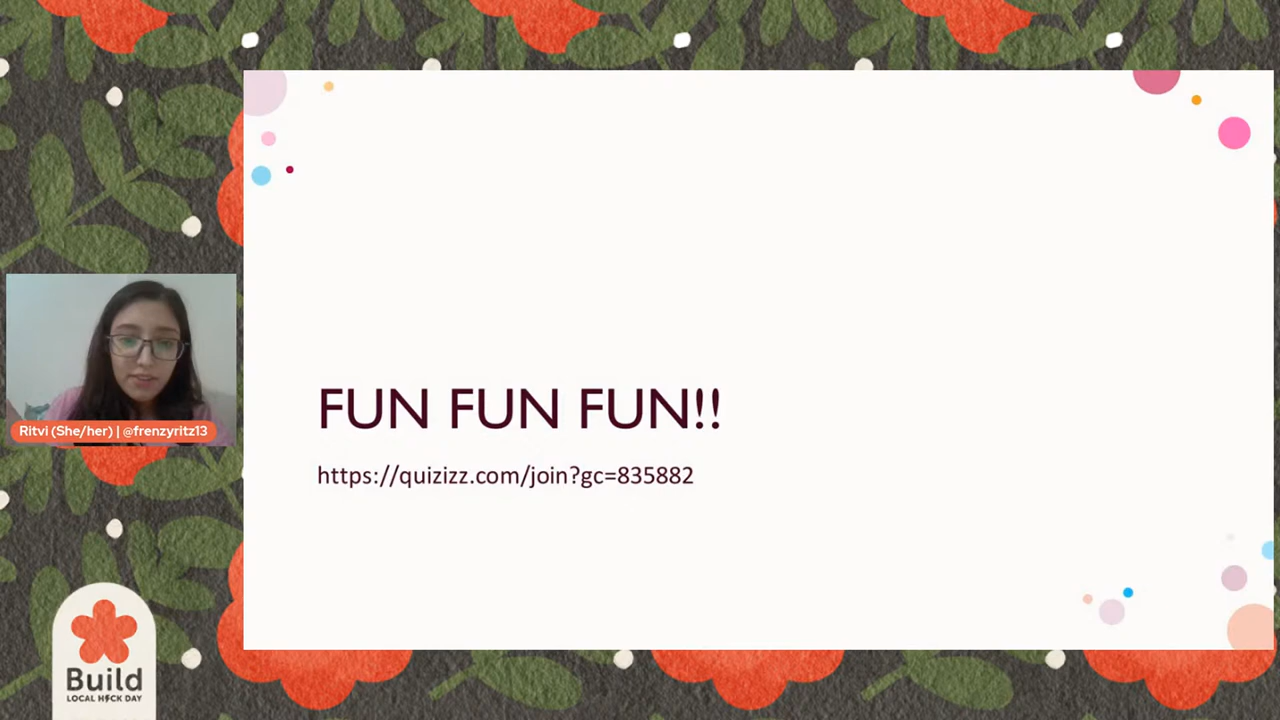 FUN FUN FUN!!
https://quizizz.com/join?gc=835882
Ritvi (She/her) | @frenzyritz13
Build
LOCAL HACK DAY